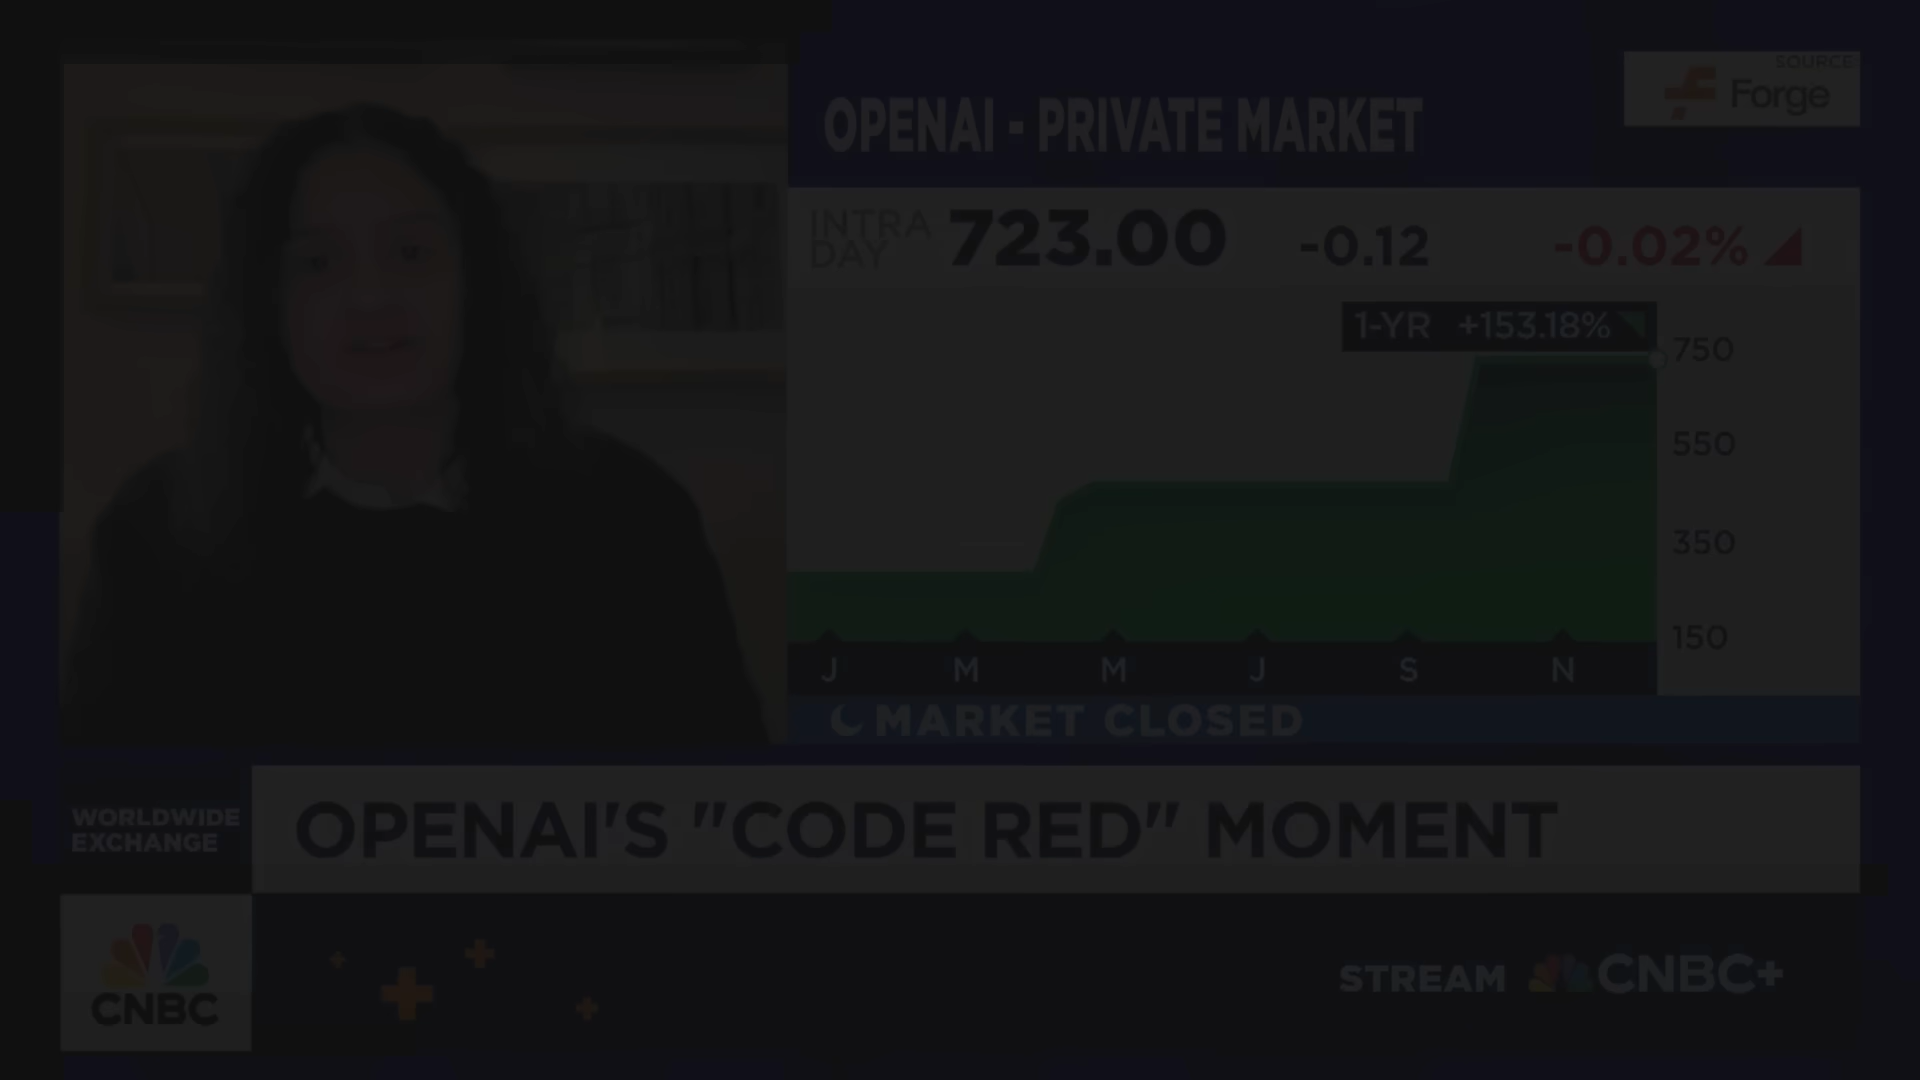 SOURCE
Forge
OPENAI - PRIVATE MARKET
INTRA
DAY
723.00
-0.12
-0.02%
1-YR +153.18%
750
550
350
150
J M M J S N
MARKET CLOSED
WORLDWIDE
EXCHANGE
OPENAI'S "CODE RED" MOMENT
CNBC
STREAM CNBC+